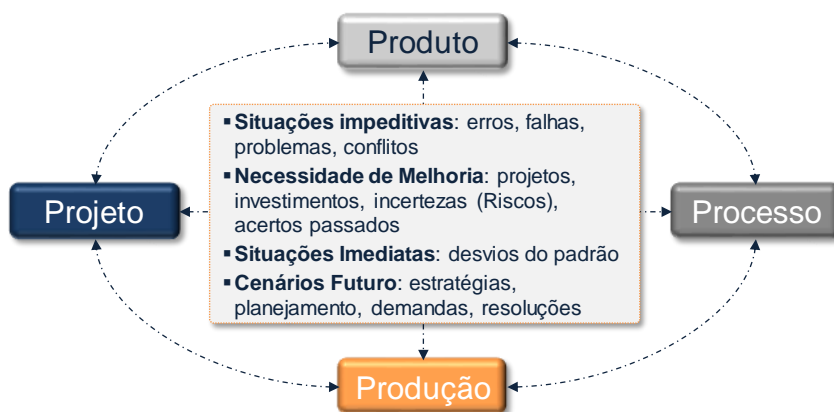 Produto
▪Situações impeditivas: erros, falhas,
problemas, conflitos
▪Necessidade de Melhoria: projetos,
investimentos, incertezas (Riscos),
acertos passados
▪Situações Imediatas: desvios do padrão
▪Cenários Futuro: estratégias,
planejamento, demandas, resoluções
Projeto
Processo
Produção